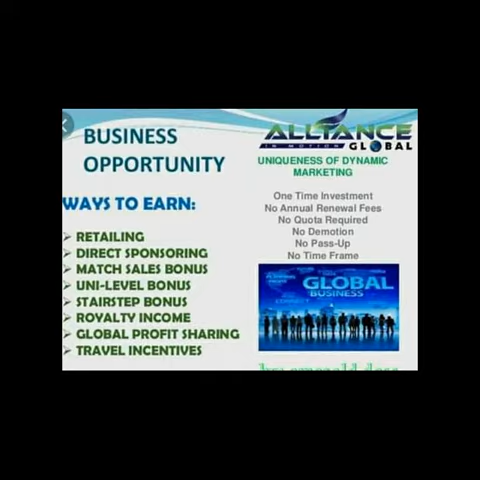 BUSINESS
OPPORTUNITY
WAYS TO EARN:
RETAILING
DIRECT SPONSORING
MATCH SALES BONUS
UNI-LEVEL BONUS
STAIRSTEP BONUS
ROYALTY INCOME
GLOBAL PROFIT SHARING
TRAVEL INCENTIVES
ALLIANCE
IN MOTION GLOBAL
UNIQUENESS OF DYNAMIC
MARKETING
One Time Investment
No Annual Renewal Fees
No Quota Required
No Demotion
No Pass-Up
No Time Frame
GLOBAL
BUSINESS